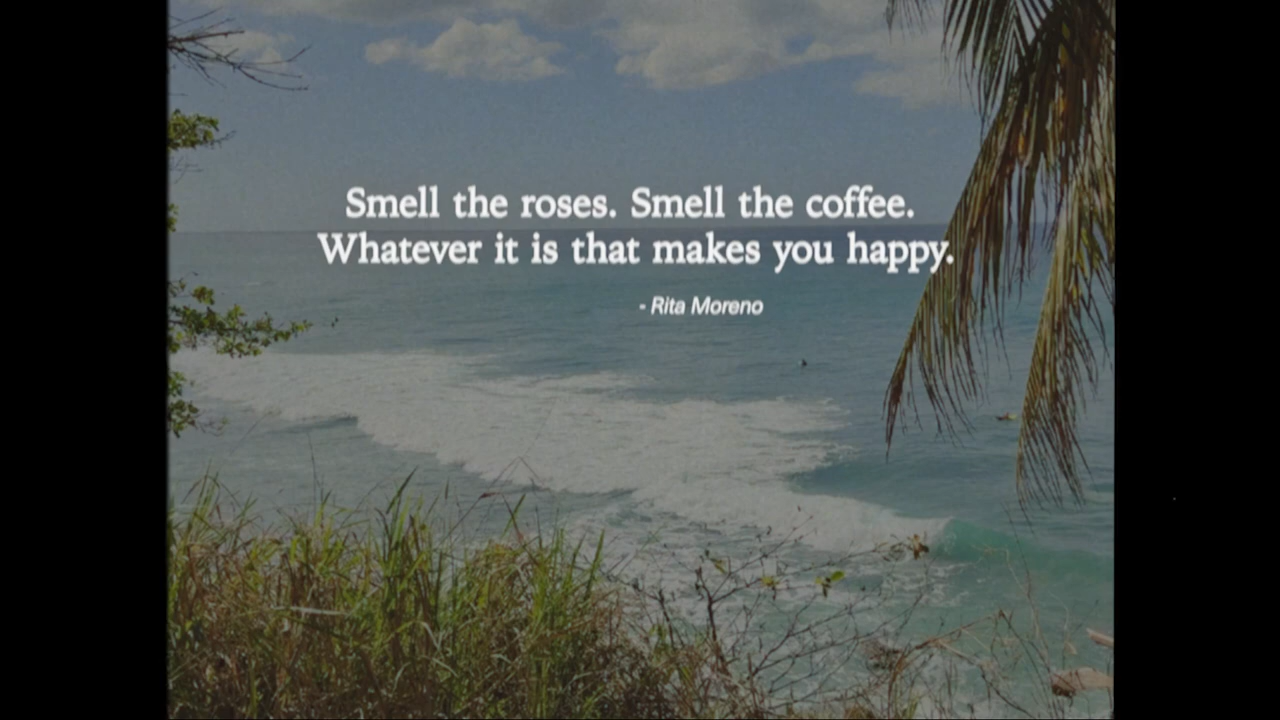 Smell the roses. Smell the coffee.
Whatever it is that makes you happy.
- Rita Moreno